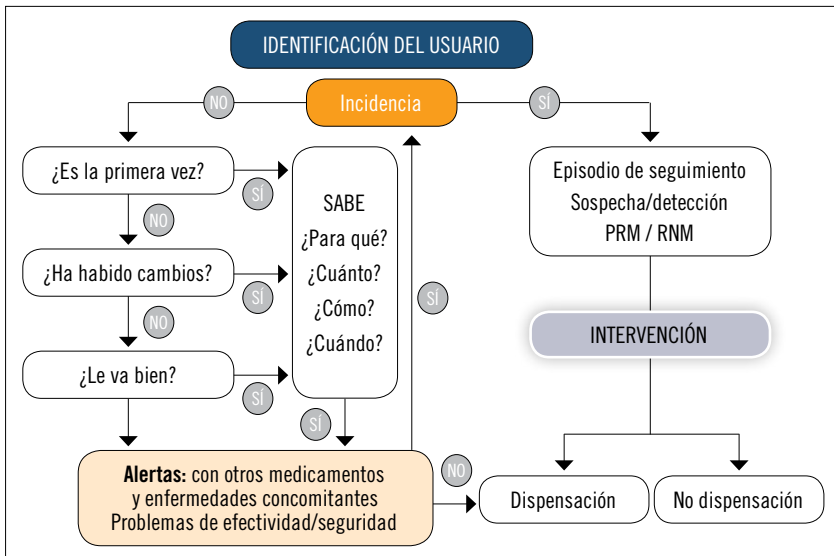 IDENTIFICACIÓN DEL USUARIO
NO
Incidencia
SÍ
¿Es la primera vez?
SÍ
NO
¿Ha habido cambios?
SÍ
NO
¿Le va bien?
SÍ
SABE
¿Para qué?
¿Cuánto?
¿Cómo?
¿Cuándo?
SÍ
SÍ
Episodio de seguimiento
Sospecha/detección
PRM / RNM
INTERVENCIÓN
Alertas: con otros medicamentos
y enfermedades concomitantes
Problemas de efectividad/seguridad
NO
Dispensación
No dispensación